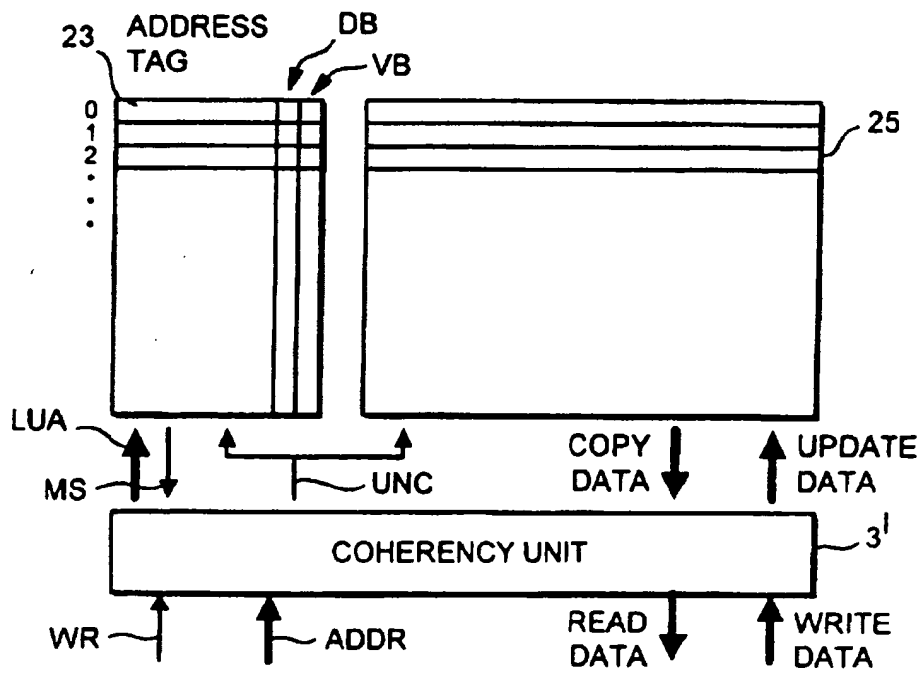 23
ADDRESS
TAG
DB
VB
0
1
2
25
LUA
MS
UNC
COPY
DATA
UPDATE
DATA
COHERENCY UNIT
3'
WR
ADDR
READ
DATA
WRITE
DATA